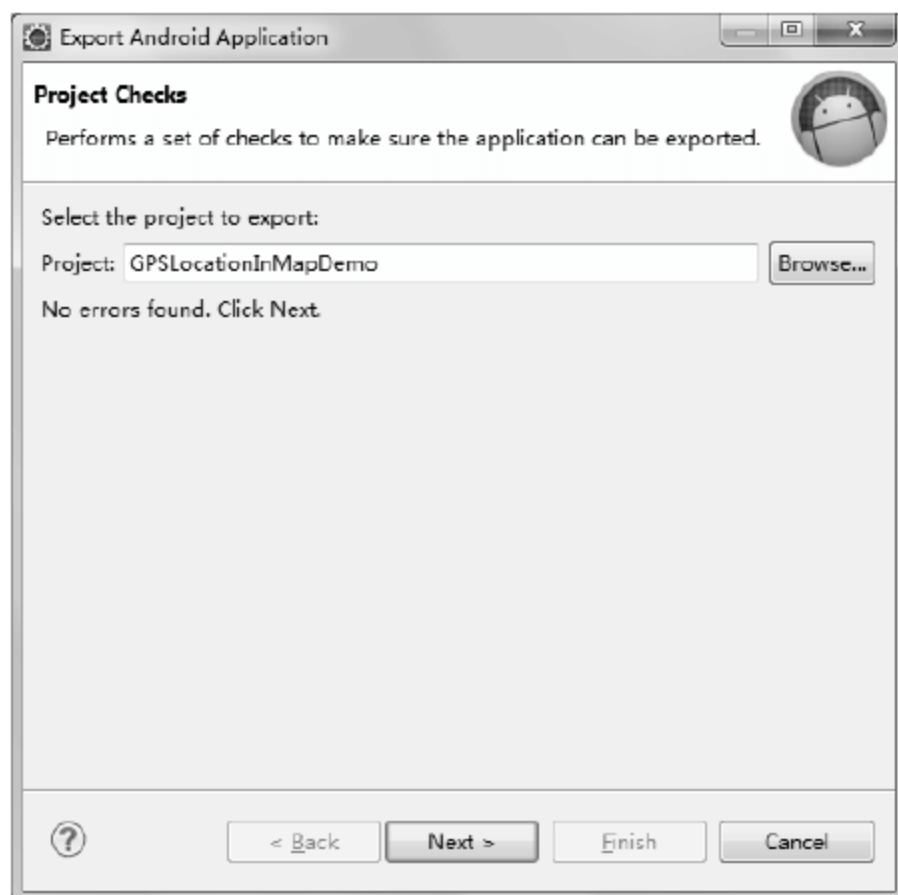 Export Android Application
Project Checks
Performs a set of checks to make sure the application can be exported.
Select the project to export:
Project: GPSLocationInMapDemo Browse...
No errors found. Click Next.
? < Back Next > Finish Cancel